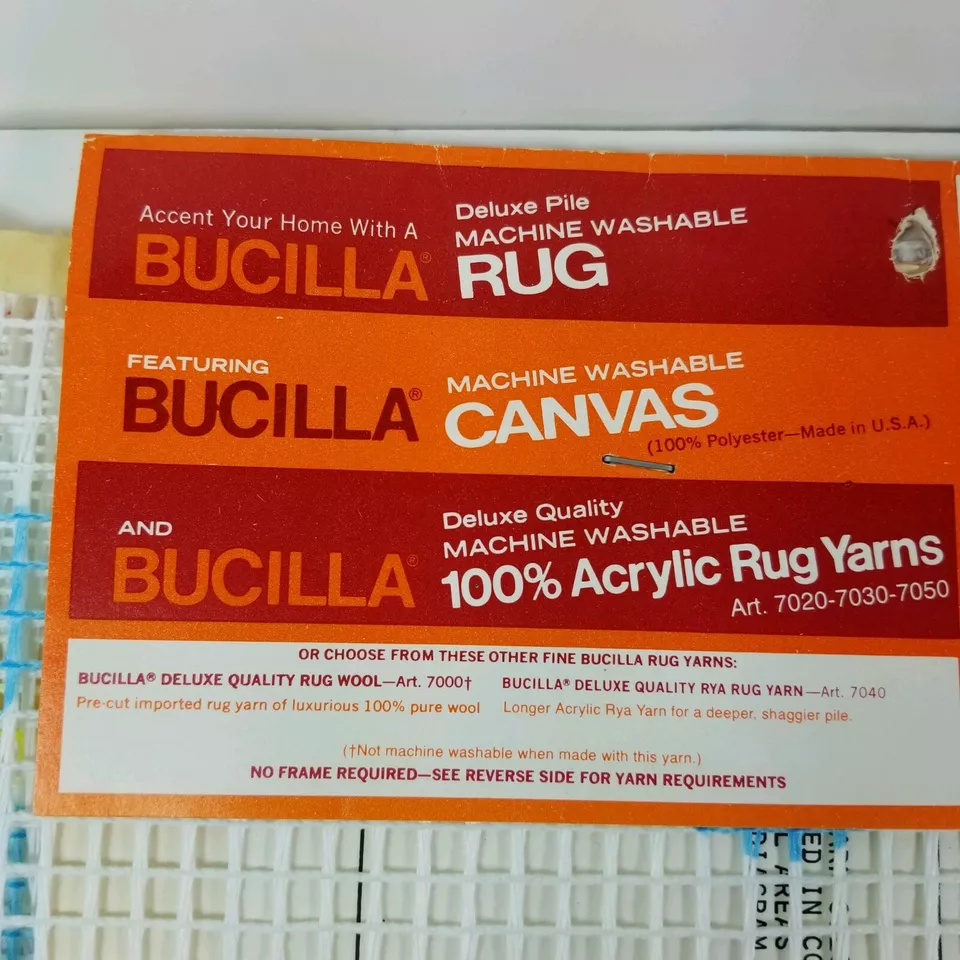 Accent Your Home With A
BUCILLA®
Deluxe Pile
MACHINE WASHABLE
RUG
FEATURING
BUCILLA®
MACHINE WASHABLE
CANVAS
(100% Polyester—Made in U.S.A.)
AND
BUCILLA®
Deluxe Quality
MACHINE WASHABLE
100% Acrylic Rug Yarns
Art. 7020-7030-7050
OR CHOOSE FROM THESE OTHER FINE BUCILLA RUG YARNS:
BUCILLA® DELUXE QUALITY RUG WOOL—Art. 7000†
Pre-cut imported rug yarn of luxurious 100% pure wool
BUCILLA® DELUXE QUALITY RYA RUG YARN—Art. 7040
Longer Acrylic Rya Yarn for a deeper, shaggier pile.
(†Not machine washable when made with this yarn.)
NO FRAME REQUIRED—SEE REVERSE SIDE FOR YARN REQUIREMENTS
ED IN CO
L AREAS